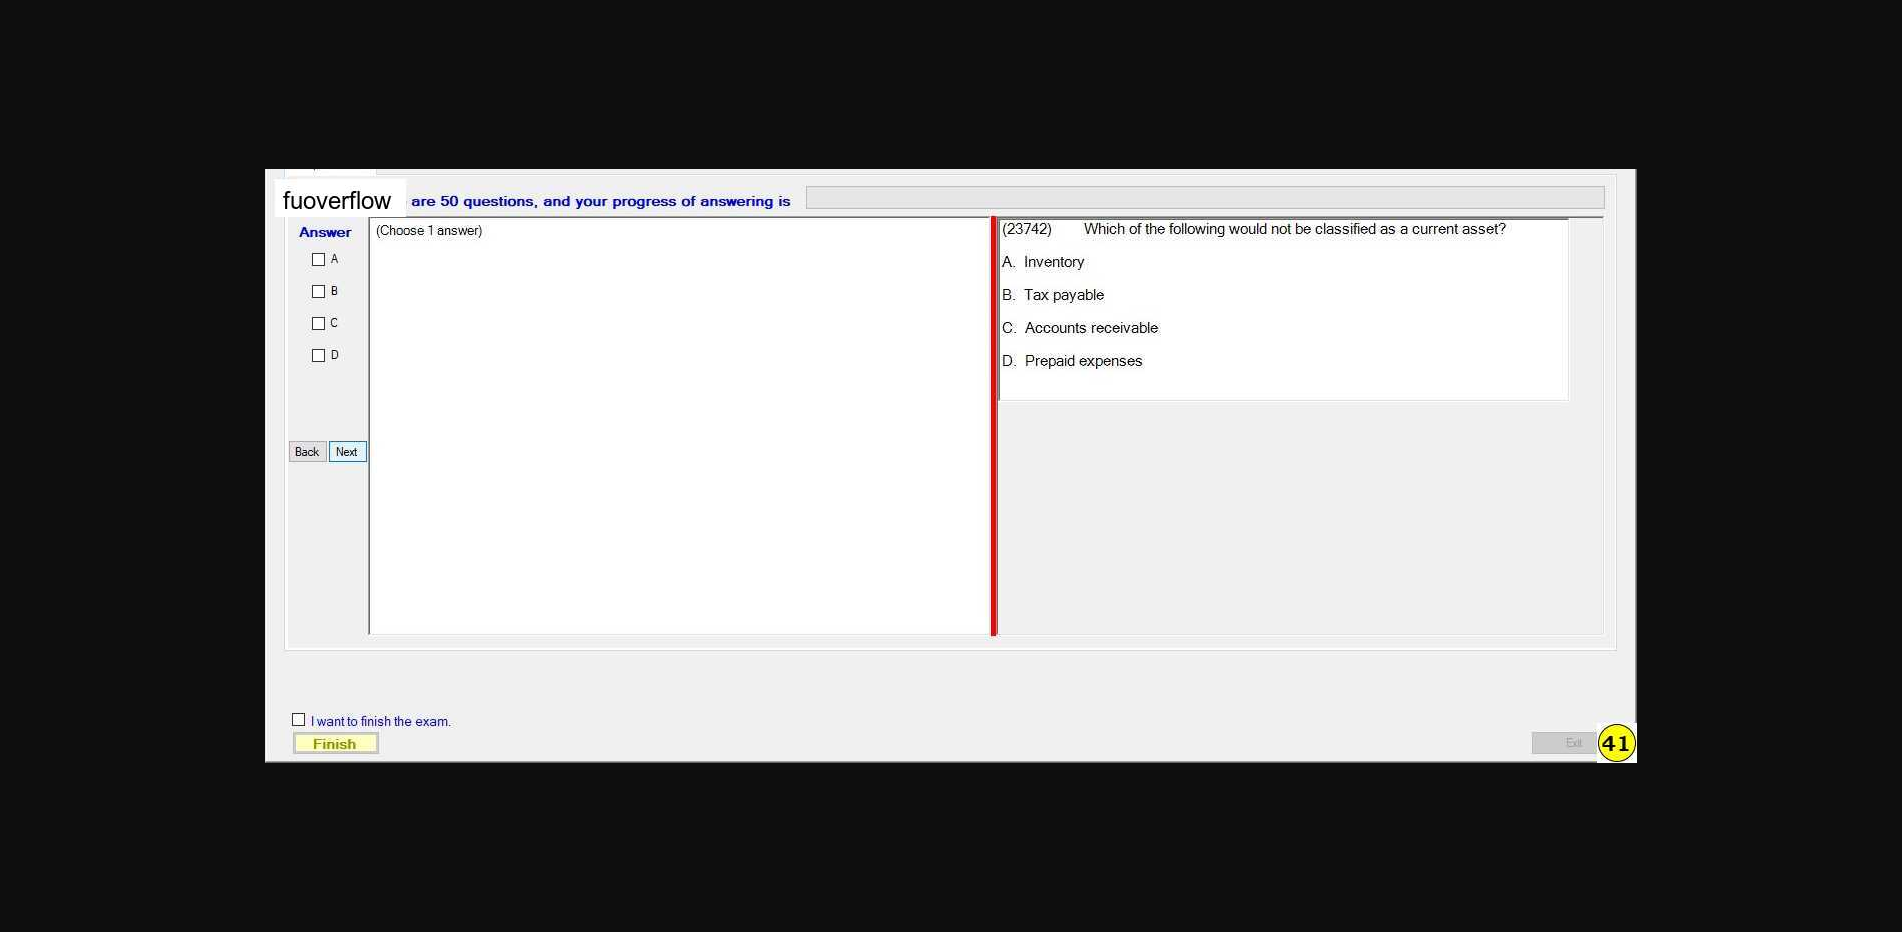 fuoverflow are 50 questions, and your progress of answering is
Answer
A
B
C
D
Back Next
(Choose 1 answer)
(23742) Which of the following would not be classified as a current asset?
A. Inventory
B. Tax payable
C. Accounts receivable
D. Prepaid expenses
I want to finish the exam.
Finish
Exit
41